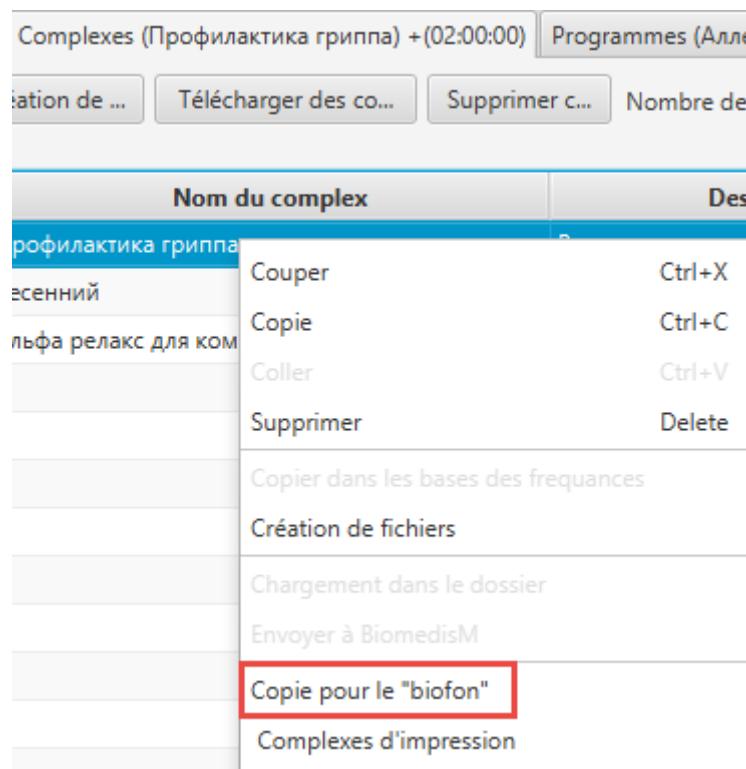 Complexes (Профилактика гриппа) +(02:00:00) Programmes (Алле
ation de ... Télécharger des co... Supprimer c... Nombre de
Nom du complex Des
рофилактика гриппа
есенний
льфа релакс для ком
Couper Ctrl+X
Copie Ctrl+C
Coller Ctrl+V
Supprimer Delete
Copier dans les bases des frequances
Création de fichiers
Chargement dans le dossier
Envoyer à BiomedisM
Copie pour le "biofon"
Complexes d'impression